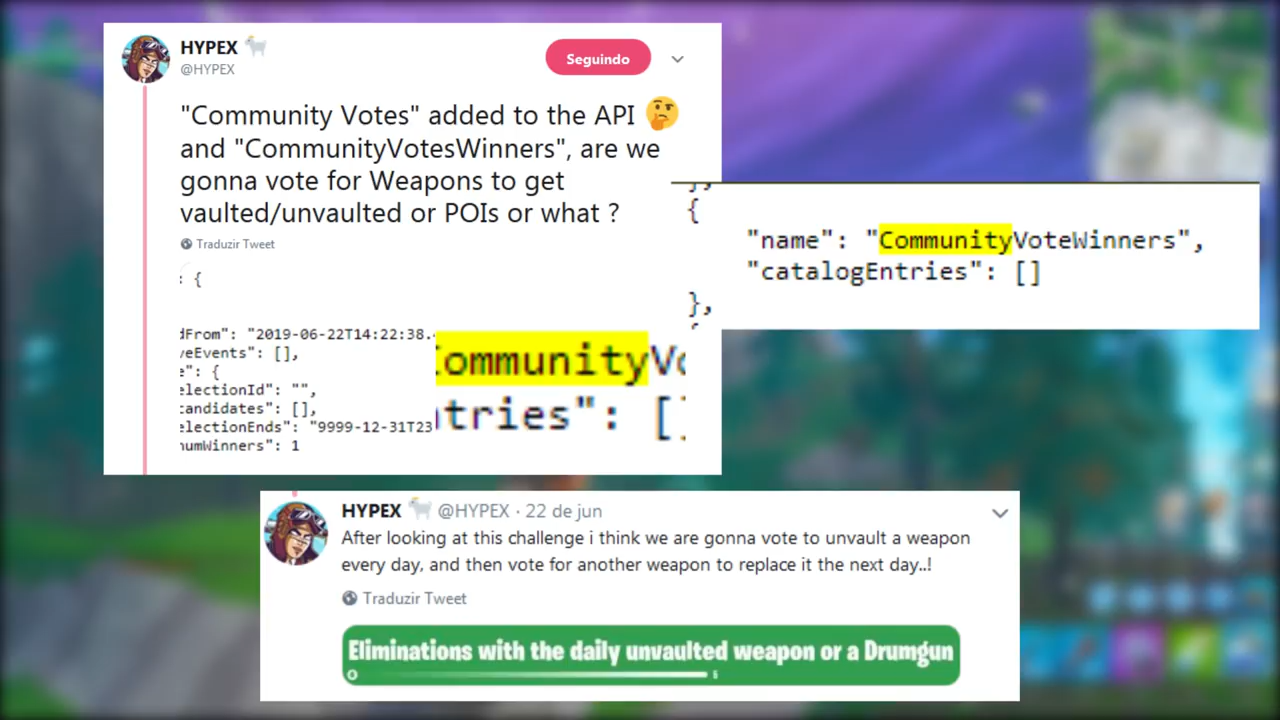 HYPEX
@HYPEX
Seguindo
"Community Votes" added to the API
and "CommunityVotesWinners", are we
gonna vote for Weapons to get
vaulted/unvaulted or POIs or what ?
Traduzir Tweet
: {
dFrom": "2019-06-22T14:22:38.
veEvents": [],
e": {
electionId": "",
candidates": [],
electionEnds": "9999-12-31T23
numWinners": 1
CommunityVo
tries": []
},
{
"name": "CommunityVoteWinners",
"catalogEntries": []
},
{
HYPEX @HYPEX · 22 de jun
After looking at this challenge i think we are gonna vote to unvault a weapon
every day, and then vote for another weapon to replace it the next day..!
Traduzir Tweet
Eliminations with the daily unvaulted weapon or a Drumgun
0